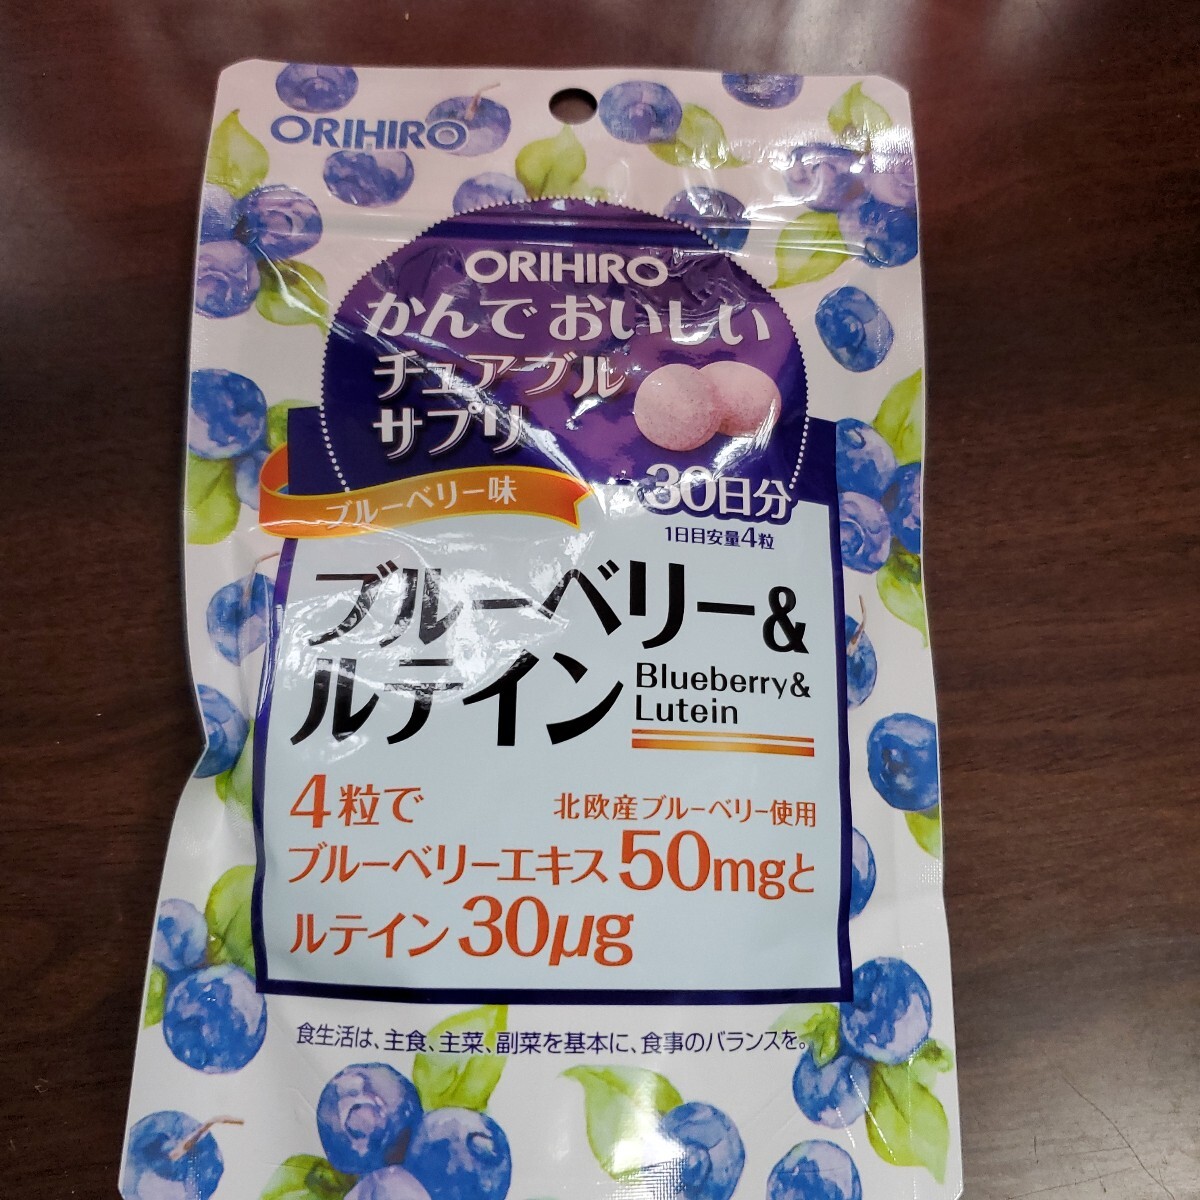 ORIHIRO
ORIHIRO
かんでおいしい
チュアブル
サプリ
ブルーベリー味
30日分
1日目安量4粒
ブルーベリー&
ルテイン
Blueberry&
Lutein
4粒で
北欧産ブルーベリー使用
ブルーベリーエキス50mgと
ルテイン30μg
食生活は、主食、主菜、副菜を基本に、食事のバランスを。